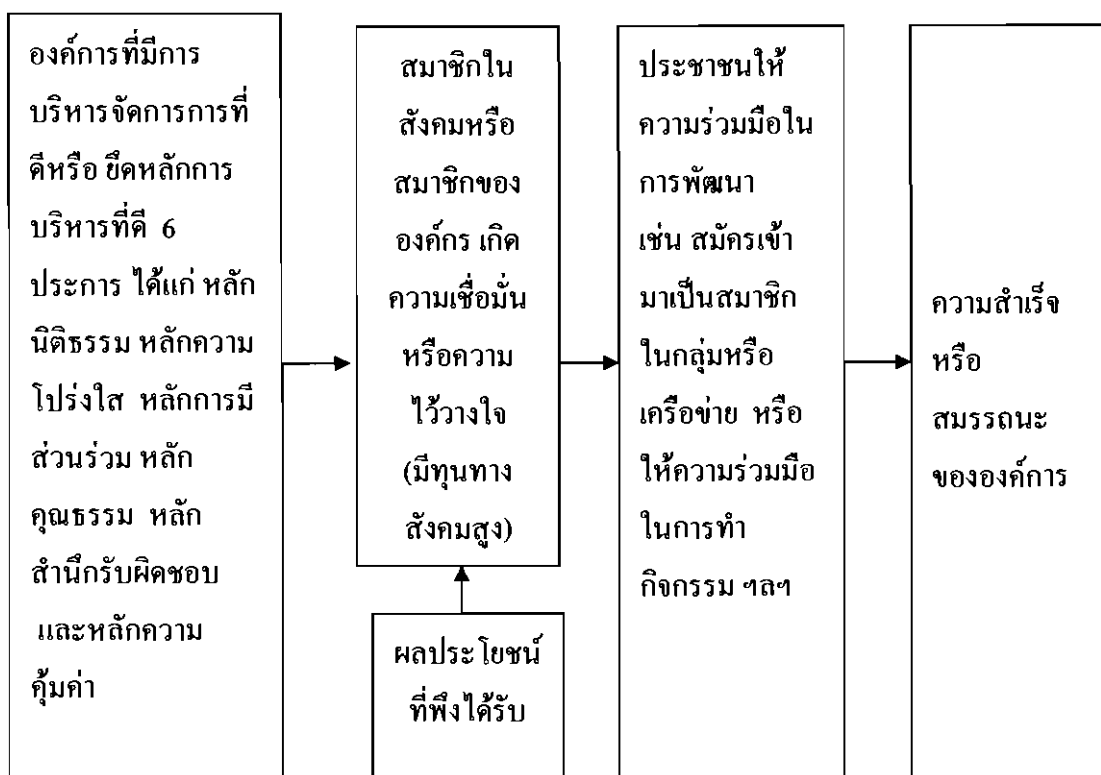 องค์การที่มีการ
บริหารจัดการการที่
ดีหรือ ยึดหลักการ
บริหารที่ดี 6
ประการ ได้แก่ หลัก
นิติธรรม หลักความ
โปร่งใส หลักการมี
ส่วนร่วม หลัก
คุณธรรม หลัก
สำนึกรับผิดชอบ
และหลักความ
คุ้มค่า
สมาชิกใน
สังคมหรือ
สมาชิกของ
องค์กร เกิด
ความเชื่อมั่น
หรือความ
ไว้วางใจ
(มีทุนทาง
สังคมสูง)
ผลประโยชน์
ที่พึงได้รับ
ประชาชนให้
ความร่วมมือใน
การพัฒนา
เช่น สมัครเข้า
มาเป็นสมาชิก
ในกลุ่มหรือ
เครือข่าย หรือ
ให้ความร่วมมือ
ในการทำ
กิจกรรม ฯลฯ
ความสำเร็จ
หรือ
สมรรถนะ
ขององค์การ